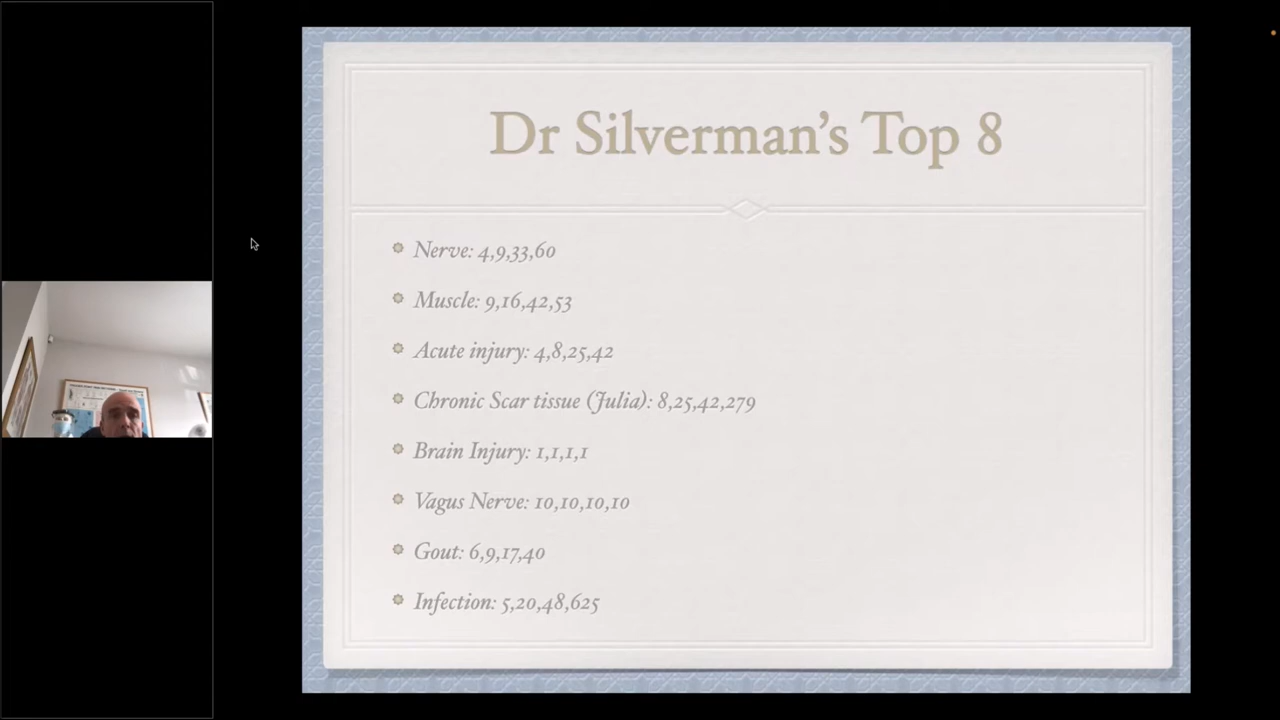 Dr Silverman’s Top 8
Nerve: 4,9,33,60
Muscle: 9,16,42,53
Acute injury: 4,8,25,42
Chronic Scar tissue (Julia): 8,25,42,279
Brain Injury: 1,1,1,1
Vagus Nerve: 10,10,10,10
Gout: 6,9,17,40
Infection: 5,20,48,625